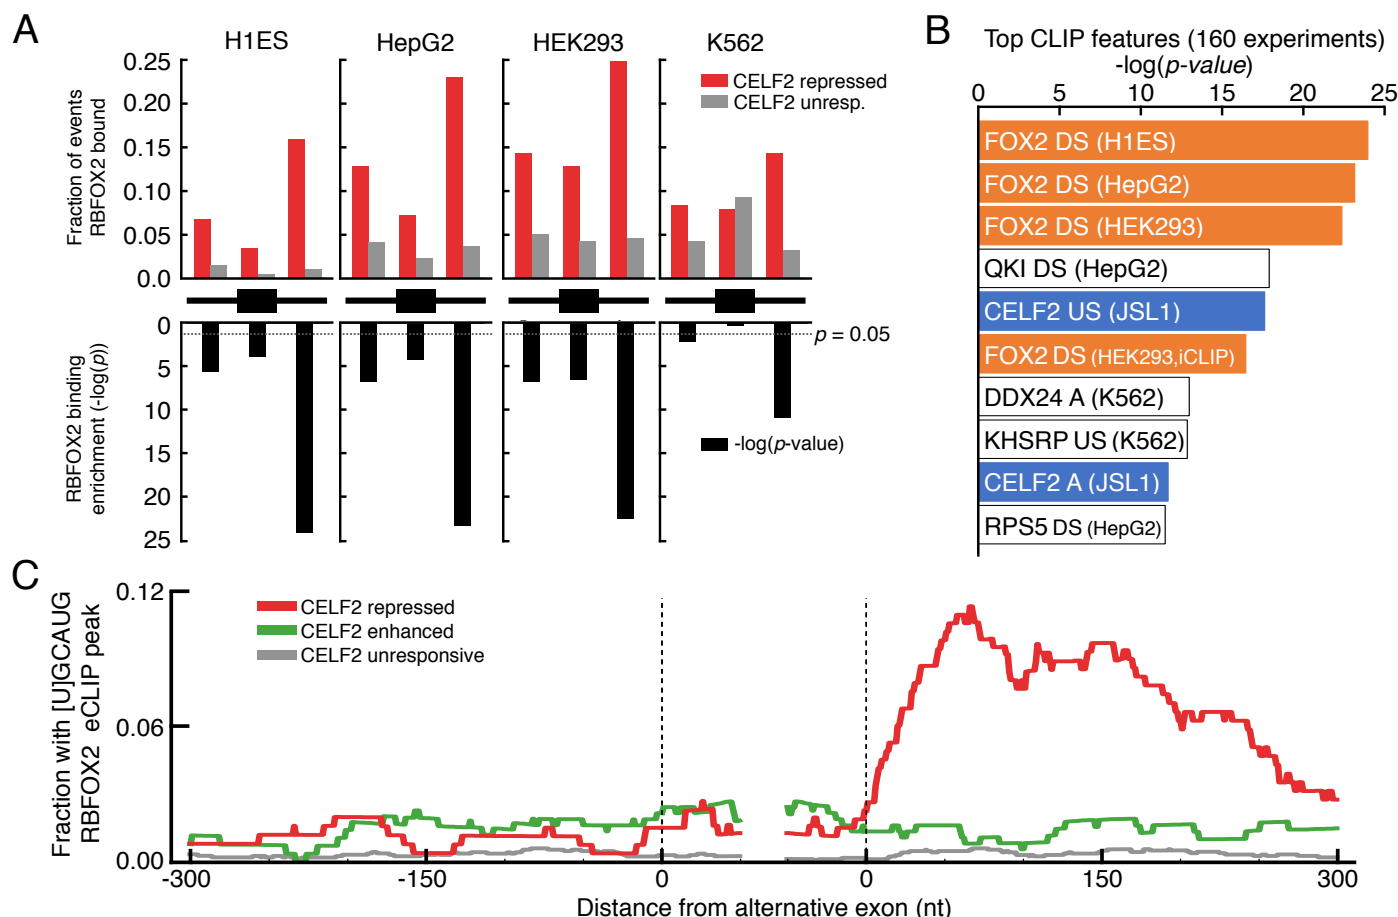 A
H1ES
HepG2
HEK293
K562
Fraction of events
RBFOX2 bound
0.25
0.20
0.15
0.10
0.05
0.0
CELF2 repressed
CELF2 unresp.
RBFOX2 binding
enrichment (-log(p))
0
5
10
15
20
25
p = 0.05
-log(p-value)
B
Top CLIP features (160 experiments)
-log(p-value)
0 5 10 15 20 25
FOX2 DS (H1ES)
FOX2 DS (HepG2)
FOX2 DS (HEK293)
QKI DS (HepG2)
CELF2 US (JSL1)
FOX2 DS (HEK293,iCLIP)
DDX24 A (K562)
KHSRP US (K562)
CELF2 A (JSL1)
RPS5 DS (HepG2)
C
Fraction with [U]GCAUG
RBFOX2 eCLIP peak
0.12
0.06
0.00
CELF2 repressed
CELF2 enhanced
CELF2 unresponsive
-300 -150 0 0 150 300
Distance from alternative exon (nt)